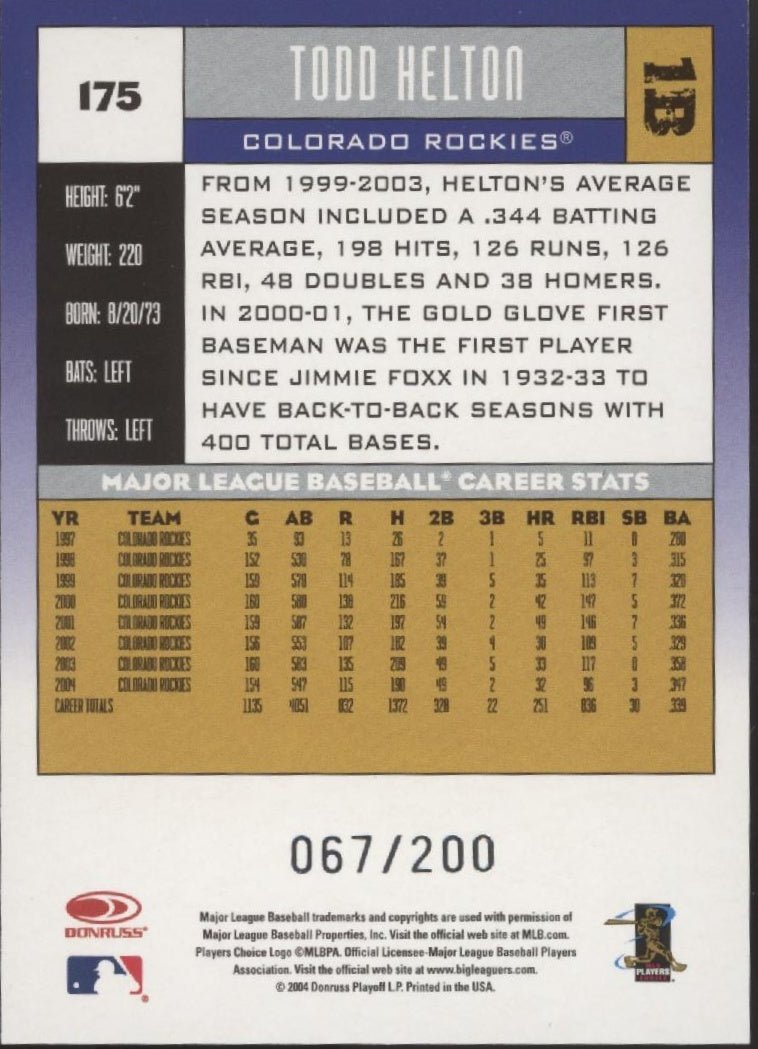 175
TODD HELTON
1B
COLORADO ROCKIES®
HEIGHT: 6'2"
WEIGHT: 220
BORN: 8/20/73
BATS: LEFT
THROWS: LEFT
FROM 1999-2003, HELTON'S AVERAGE
SEASON INCLUDED A .344 BATTING
AVERAGE, 198 HITS, 126 RUNS, 126
RBI, 48 DOUBLES AND 38 HOMERS.
IN 2000-01, THE GOLD GLOVE FIRST
BASEMAN WAS THE FIRST PLAYER
SINCE JIMMIE FOXX IN 1932-33 TO
HAVE BACK-TO-BACK SEASONS WITH
400 TOTAL BASES.
MAJOR LEAGUE BASEBALL® CAREER STATS
YR TEAM G AB R H 2B 3B HR RBI SB BA
1997 COLORADO ROCKIES 35 93 13 26 2 1 5 11 0 .280
1998 COLORADO ROCKIES 152 530 78 167 37 1 25 97 3 .315
1999 COLORADO ROCKIES 159 578 114 185 39 5 35 113 7 .320
2000 COLORADO ROCKIES 160 580 138 216 59 2 42 147 5 .372
2001 COLORADO ROCKIES 159 587 132 197 54 2 49 146 7 .336
2002 COLORADO ROCKIES 156 553 107 182 39 4 30 109 5 .329
2003 COLORADO ROCKIES 160 583 135 209 49 5 33 117 0 .358
2004 COLORADO ROCKIES 154 547 115 190 49 2 32 96 3 .347
CAREER TOTALS 1135 4051 832 1372 328 22 251 836 30 .339
067/200
DONRUSS®
Major League Baseball trademarks and copyrights are used with permission of
Major League Baseball Properties, Inc. Visit the official web site at MLB.com.
Players Choice Logo ©MLBPA. Official Licensee-Major League Baseball Players
Association. Visit the official web site at www.bigleaguers.com.
© 2004 Donruss Playoff L.P. Printed in the USA.
PLAYERS